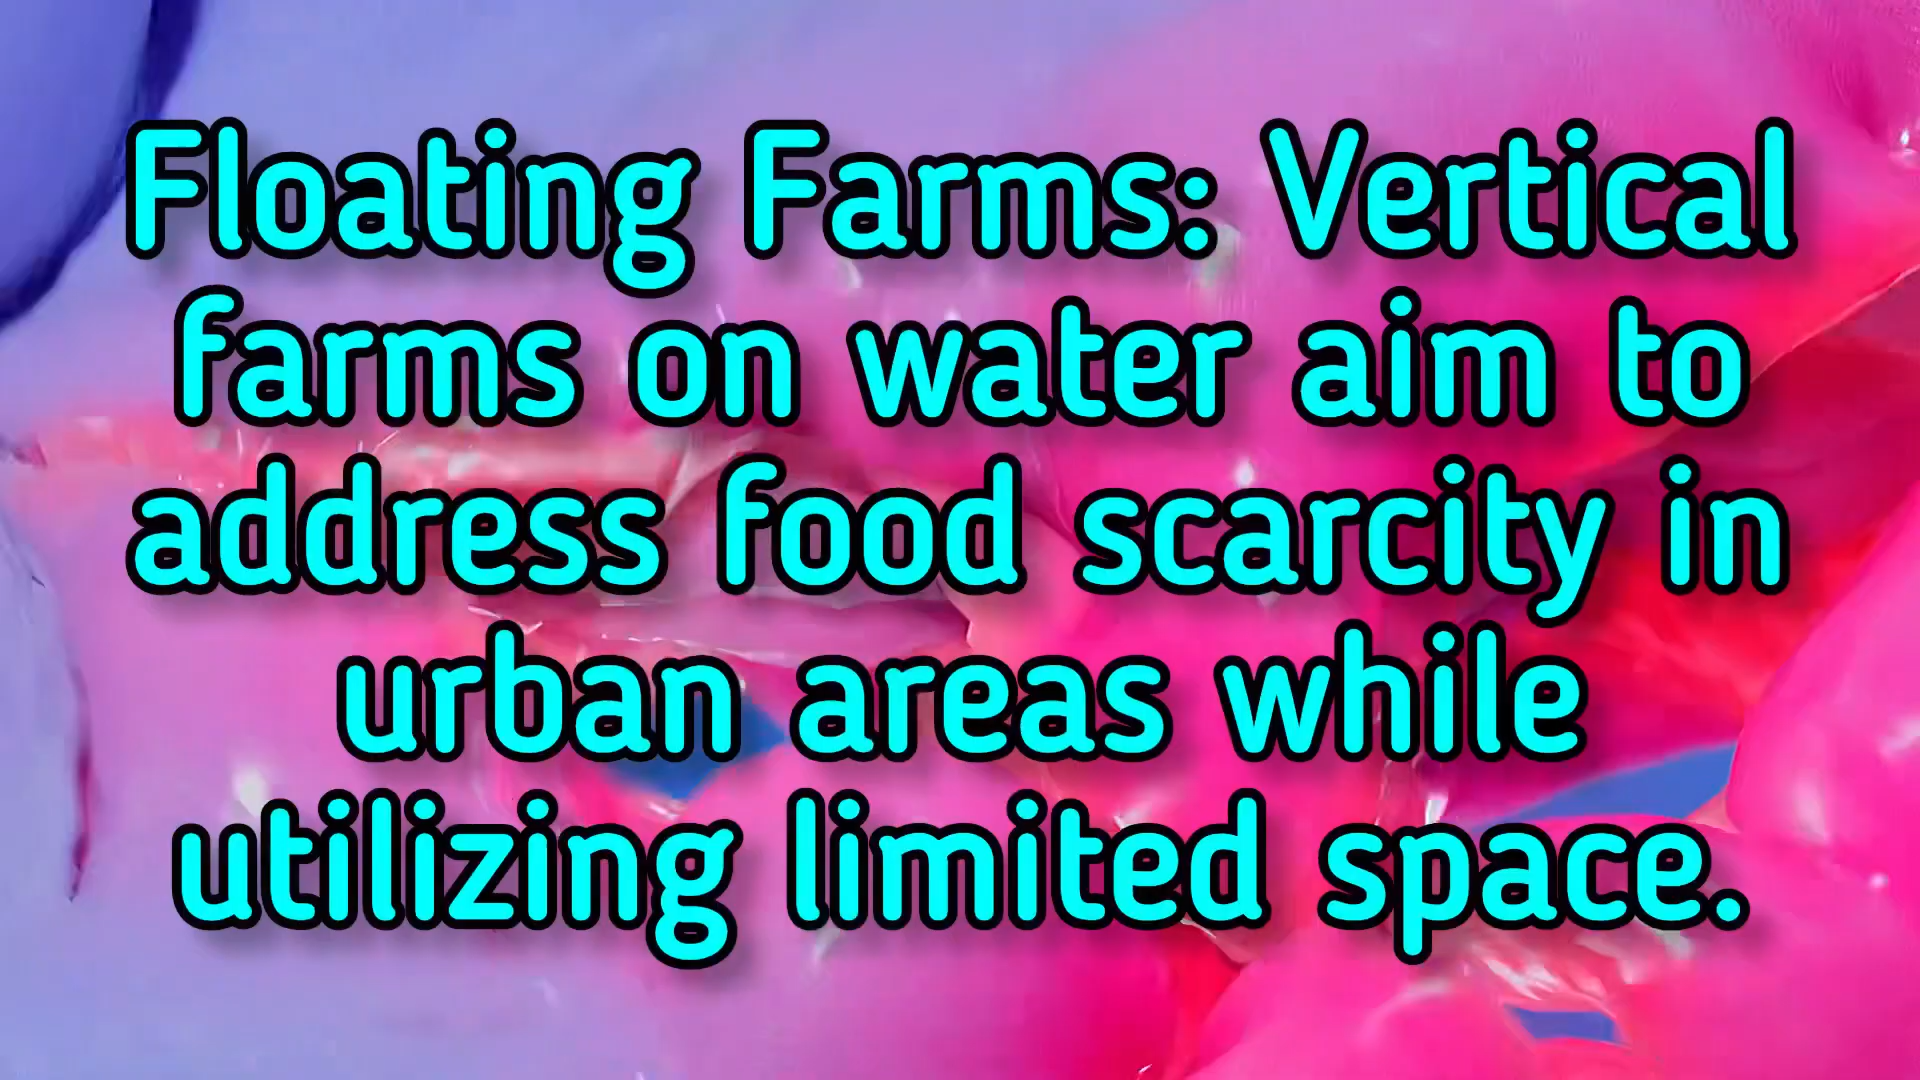 Floating Farms: Vertical
farms on water aim to
address food scarcity in
urban areas while
utilizing limited space.